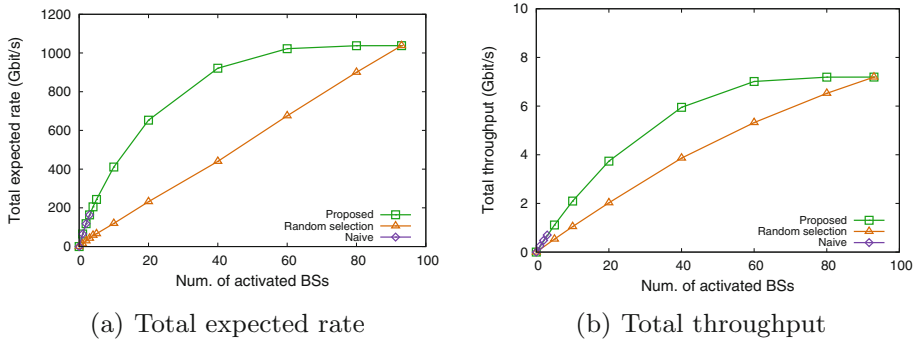 1200
1000
800
600
400
200
0
0 20 40 60 80 100
Total expected rate (Gbit/s)
Num. of activated BSs
Proposed
Random selection
Naive
(a) Total expected rate
10
8
6
4
2
0
0 20 40 60 80 100
Total throughput (Gbit/s)
Num. of activated BSs
Proposed
Random selection
Naive
(b) Total throughput